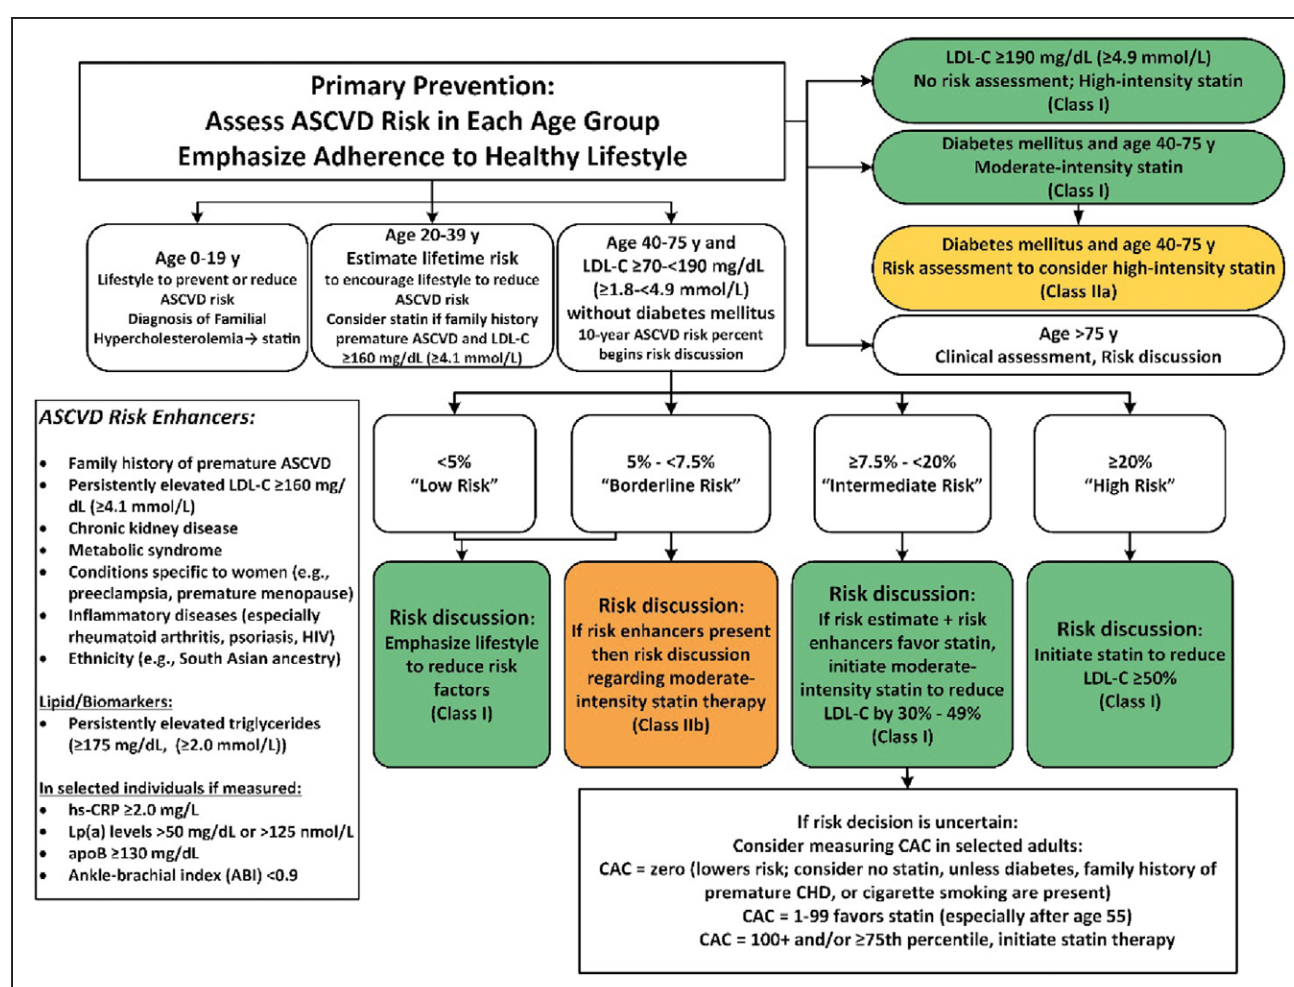 Primary Prevention:
Assess ASCVD Risk in Each Age Group
Emphasize Adherence to Healthy Lifestyle
LDL-C ≥190 mg/dL (≥4.9 mmol/L)
No risk assessment; High-intensity statin
(Class I)
Diabetes mellitus and age 40-75 y
Moderate-intensity statin
(Class I)
Diabetes mellitus and age 40-75 y
Risk assessment to consider high-intensity statin
(Class IIa)
Age >75 y
Clinical assessment, Risk discussion
Age 0-19 y
Lifestyle to prevent or reduce
ASCVD risk
Diagnosis of Familial
Hypercholesterolemia→ statin
Age 20-39 y
Estimate lifetime risk
to encourage lifestyle to reduce
ASCVD risk
Consider statin if family history
premature ASCVD and LDL-C
≥160 mg/dL (≥4.1 mmol/L)
Age 40-75 y and
LDL-C ≥70-<190 mg/dL
(≥1.8-<4.9 mmol/L)
without diabetes mellitus
10-year ASCVD risk percent
begins risk discussion
<5%
“Low Risk”
5% - <7.5%
“Borderline Risk”
≥7.5% - <20%
“Intermediate Risk”
≥20%
“High Risk”
Risk discussion:
Emphasize lifestyle
to reduce risk
factors
(Class I)
Risk discussion:
If risk enhancers present
then risk discussion
regarding moderate-
intensity statin therapy
(Class IIb)
Risk discussion:
If risk estimate + risk
enhancers favor statin,
initiate moderate-
intensity statin to reduce
LDL-C by 30% - 49%
(Class I)
Risk discussion:
Initiate statin to reduce
LDL-C ≥50%
(Class I)
If risk decision is uncertain:
Consider measuring CAC in selected adults:
CAC = zero (lowers risk; consider no statin, unless diabetes, family history of
premature CHD, or cigarette smoking are present)
CAC = 1-99 favors statin (especially after age 55)
CAC = 100+ and/or ≥75th percentile, initiate statin therapy
ASCVD Risk Enhancers:
• Family history of premature ASCVD
• Persistently elevated LDL-C ≥160 mg/
dL (≥4.1 mmol/L)
• Chronic kidney disease
• Metabolic syndrome
• Conditions specific to women (e.g.,
preeclampsia, premature menopause)
• Inflammatory diseases (especially
rheumatoid arthritis, psoriasis, HIV)
• Ethnicity (e.g., South Asian ancestry)
Lipid/Biomarkers:
• Persistently elevated triglycerides
(≥175 mg/dL, (≥2.0 mmol/L))
In selected individuals if measured:
• hs-CRP ≥2.0 mg/L
• Lp(a) levels >50 mg/dL or >125 nmol/L
• apoB ≥130 mg/dL
• Ankle-brachial index (ABI) <0.9